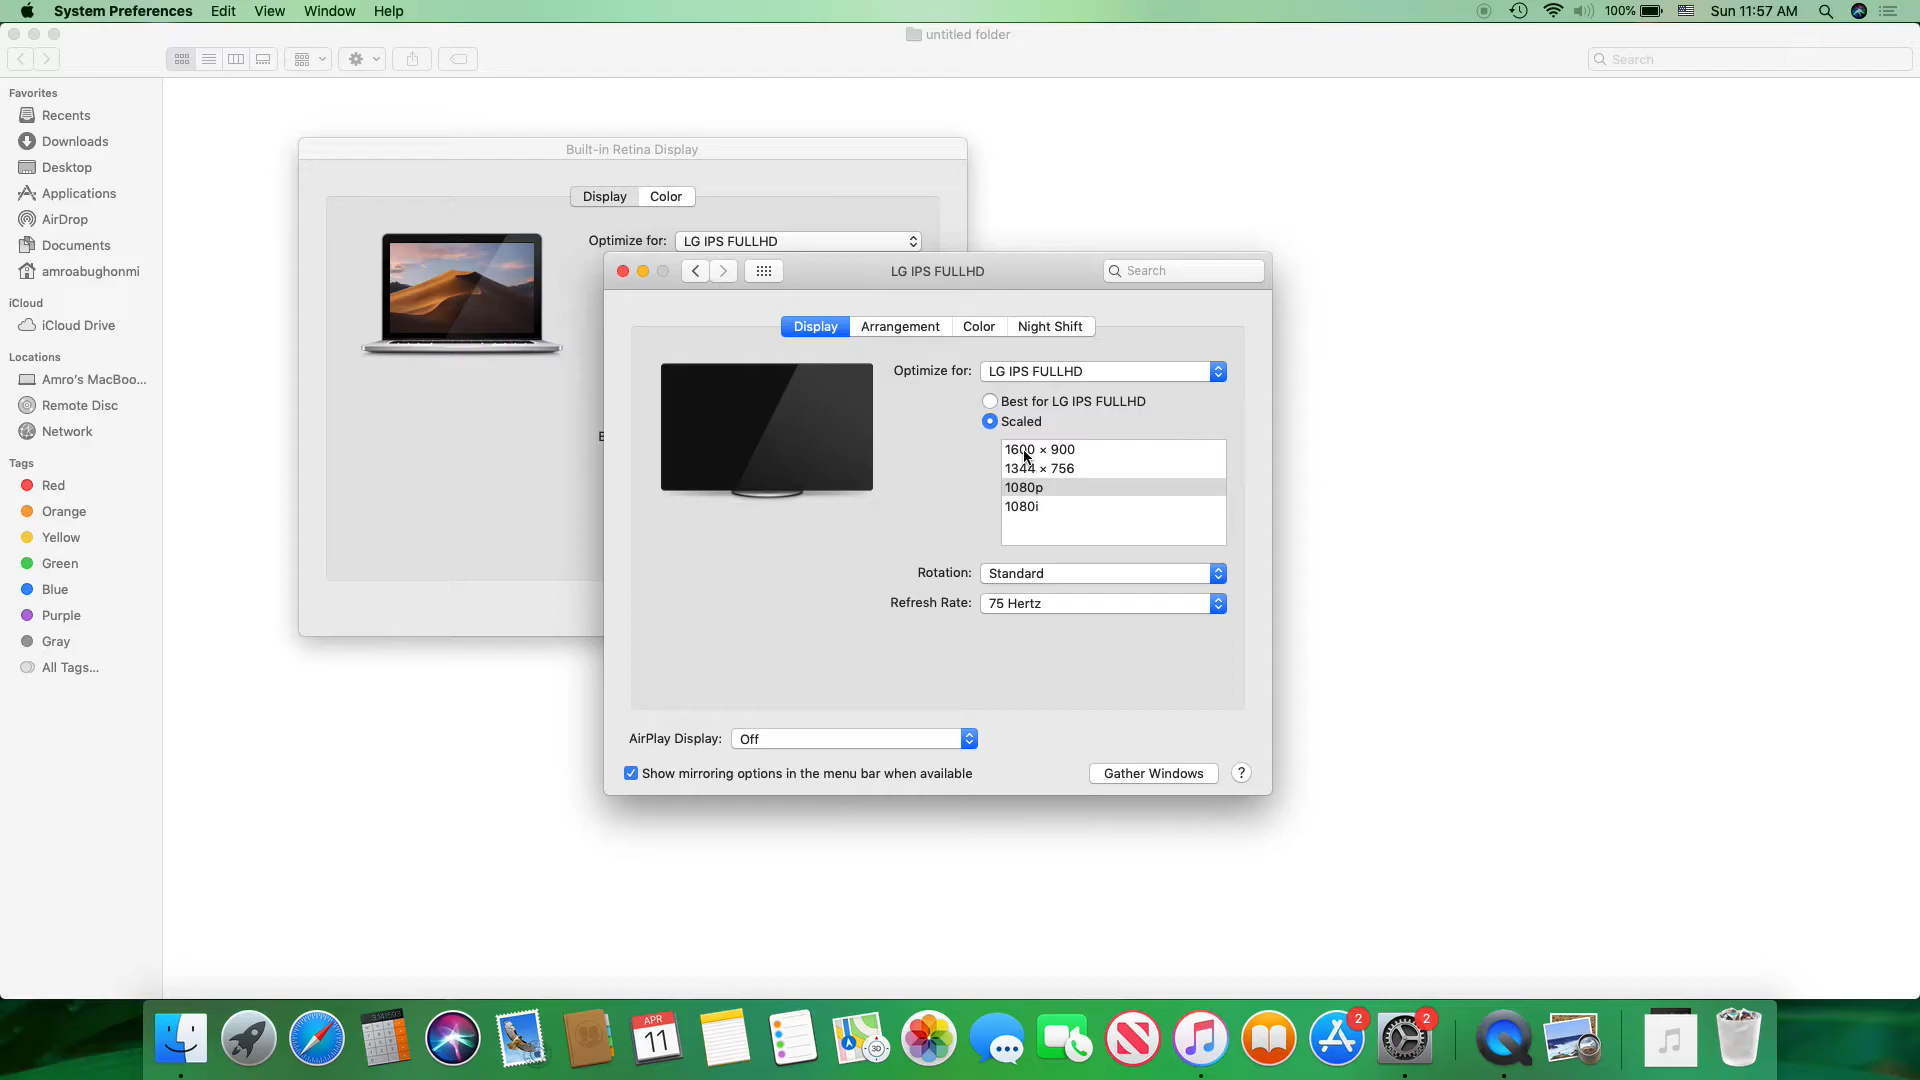 System Preferences Edit View Window Help 100% Sun 11:57 AM
untitled folder
Search
Favorites
Recents
Downloads
Desktop
Applications
AirDrop
Documents
amroabughonmi
iCloud
iCloud Drive
Locations
Amro's MacBoo...
Remote Disc
Network
Tags
Red
Orange
Yellow
Green
Blue
Purple
Gray
All Tags...
Built-in Retina Display
Display Color
Optimize for: LG IPS FULLHD
LG IPS FULLHD
Search
Display Arrangement Color Night Shift
Optimize for: LG IPS FULLHD
Best for LG IPS FULLHD
Scaled
1600 × 900
1344 × 756
1080p
1080i
Rotation: Standard
Refresh Rate: 75 Hertz
AirPlay Display: Off
Show mirroring options in the menu bar when available
Gather Windows ?
3.141593
APR
11
3D
2
2